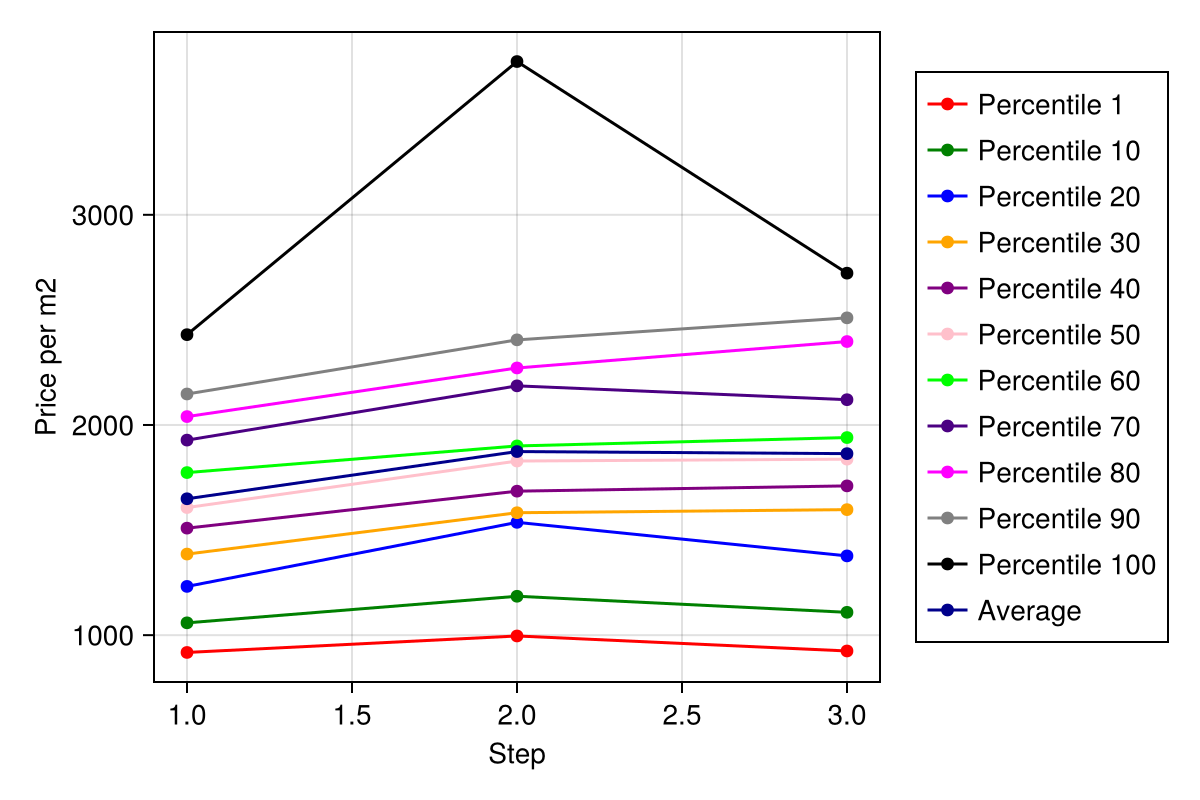 Price per m2
3000
2000
1000
1.0 1.5 2.0 2.5 3.0
Step
Percentile 1
Percentile 10
Percentile 20
Percentile 30
Percentile 40
Percentile 50
Percentile 60
Percentile 70
Percentile 80
Percentile 90
Percentile 100
Average